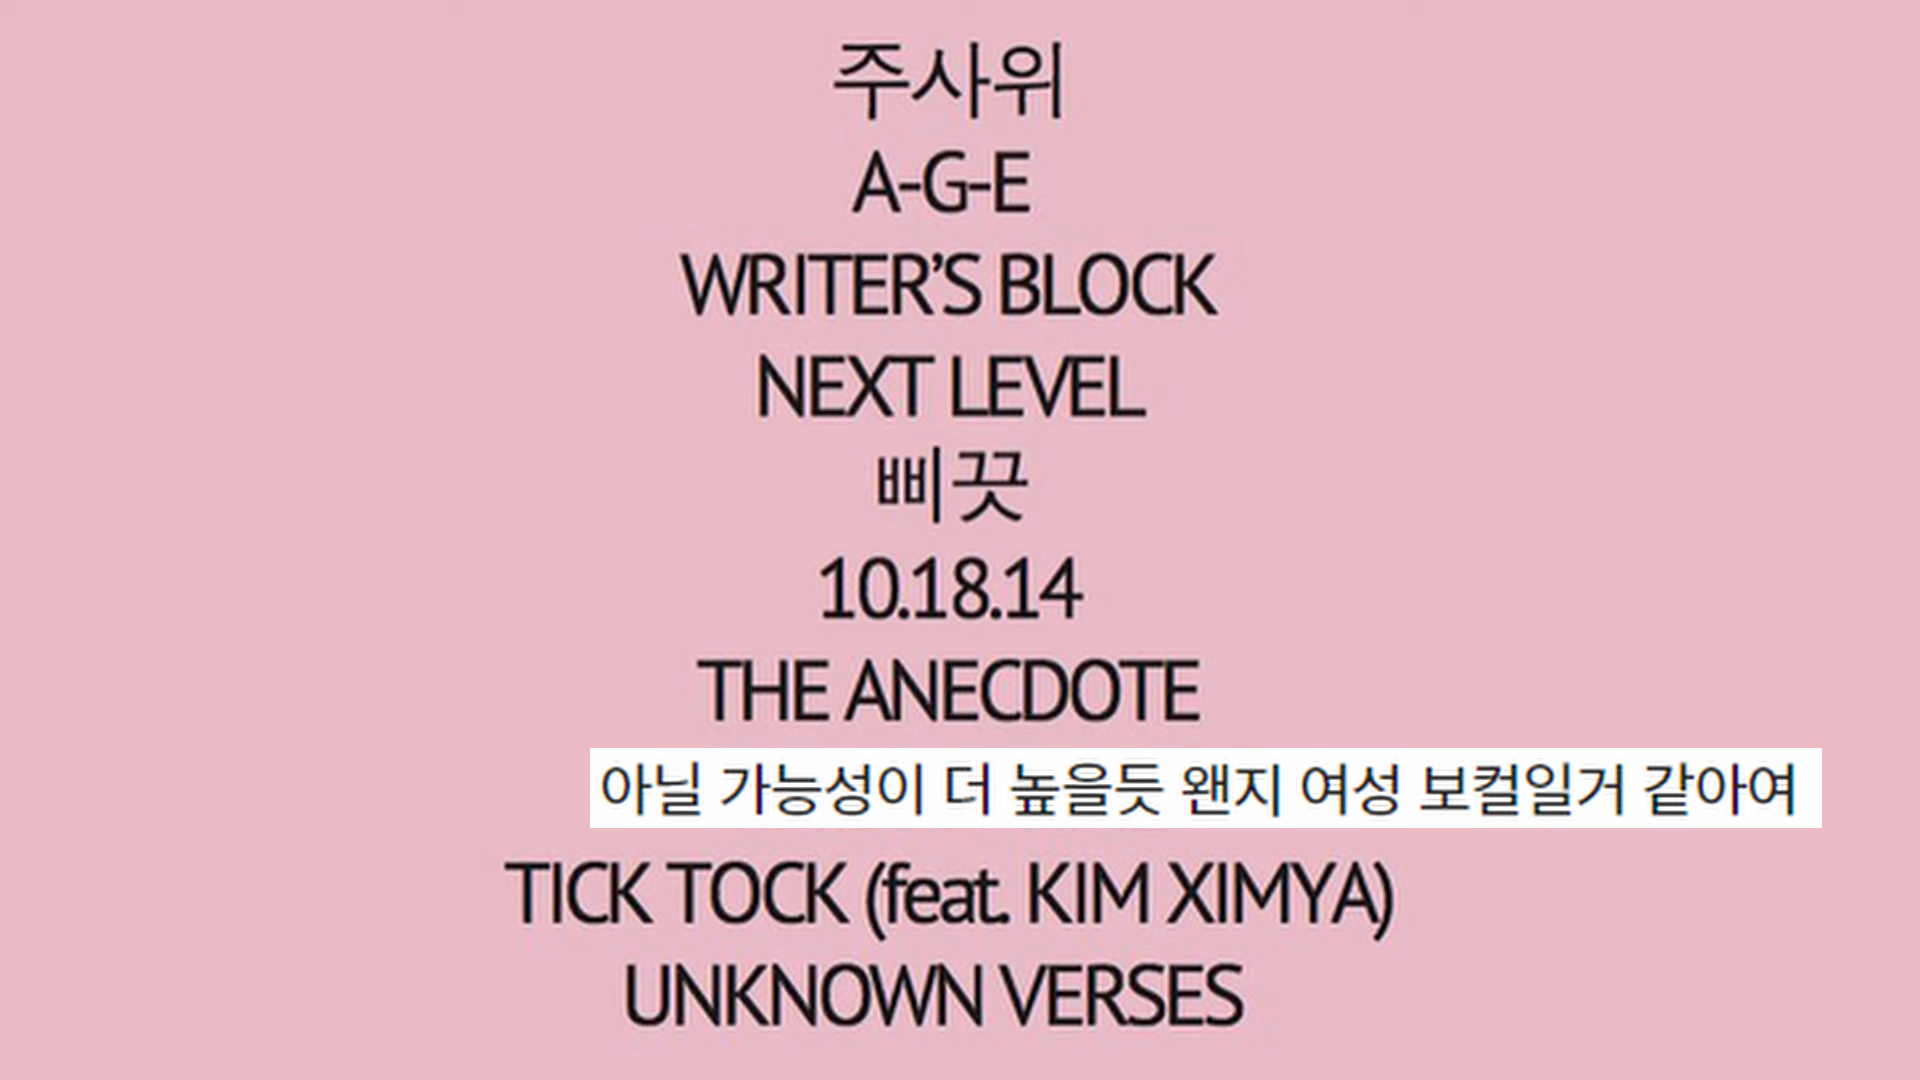 주사위
A-G-E
WRITER'S BLOCK
NEXT LEVEL
삐끗
10.18.14
THE ANECDOTE
아닐 가능성이 더 높을듯 왠지 여성 보컬일거 같아여
TICK TOCK (feat. KIM XIMYA)
UNKNOWN VERSES